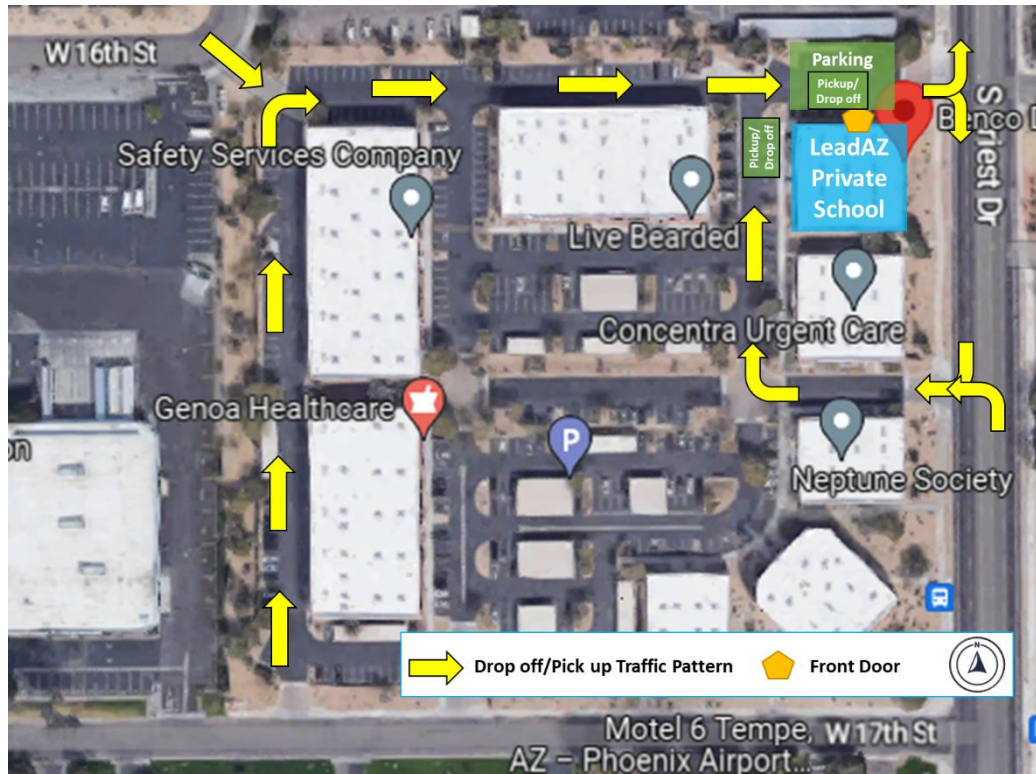 W 16th St
Parking
Pickup/
Drop off
Pickup/
Drop off
Safety Services Company
LeadAZ
Private
School
S Priest Dr
Live Bearded
Concentra Urgent Care
Genoa Healthcare
P
Neptune Society
on
Drop off/Pick up Traffic Pattern
Front Door
N
Motel 6 Tempe,
AZ – Phoenix Airport...
W 17th St